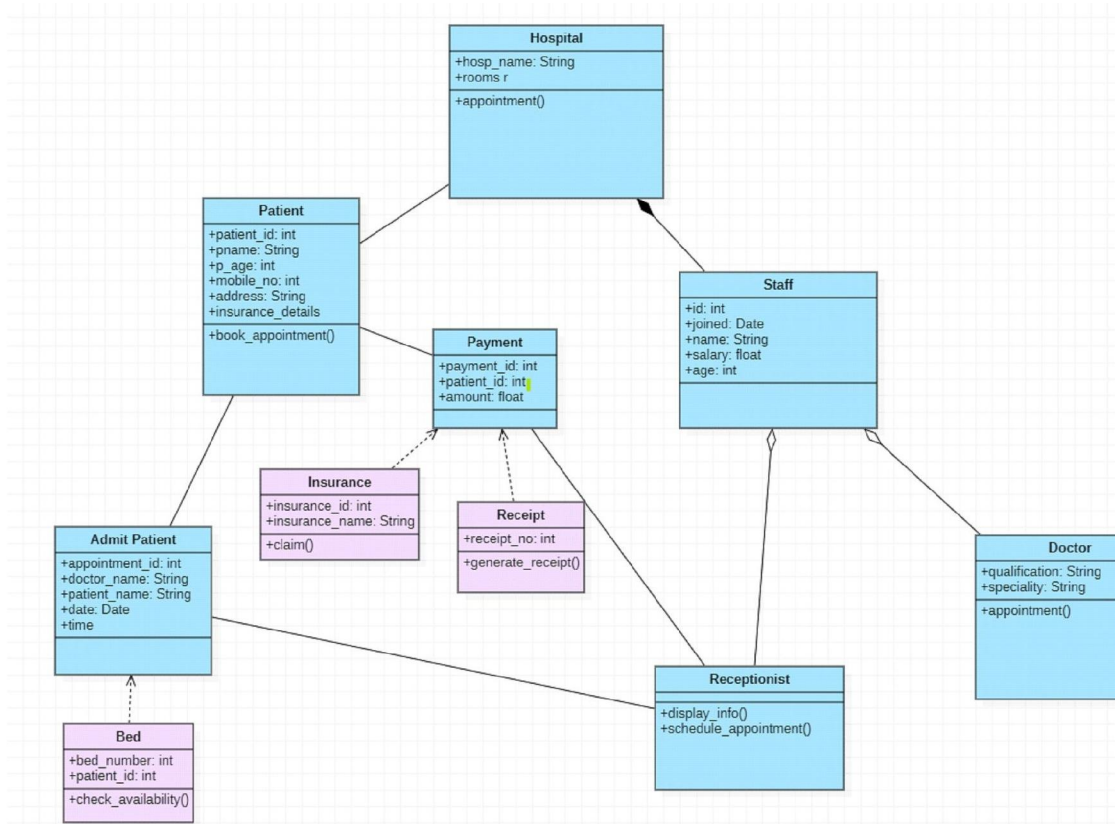 Hospital
+hosp_name: String
+rooms r
+appointment()
Patient
+patient_id: int
+pname: String
+p_age: int
+mobile_no: int
+address: String
+insurance_details
+book_appointment()
Staff
+id: int
+joined: Date
+name: String
+salary: float
+age: int
Payment
+payment_id: int
+patient_id: int
+amount: float
Insurance
+insurance_id: int
+insurance_name: String
+claim()
Receipt
+receipt_no: int
+generate_receipt()
Admit Patient
+appointment_id: int
+doctor_name: String
+patient_name: String
+date: Date
+time
Doctor
+qualification: String
+speciality: String
+appointment()
Receptionist
+display_info()
+schedule_appointment()
Bed
+bed_number: int
+patient_id: int
+check_availability()